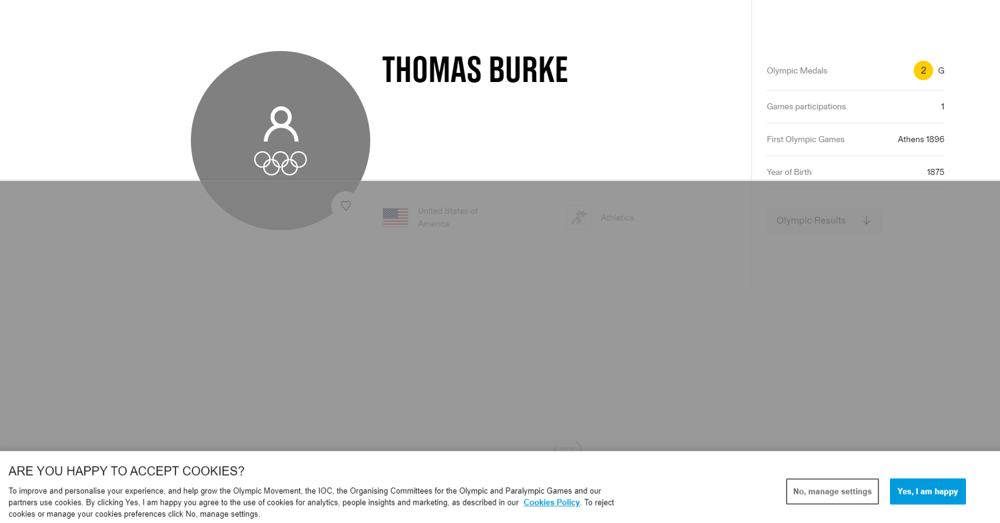 THOMAS BURKE
Olympic Medals 2 G
Games participations 1
First Olympic Games Athens 1896
Year of Birth 1875
United States of
America
Athletics
Olympic Results
ARE YOU HAPPY TO ACCEPT COOKIES?
To improve and personalise your experience, and help grow the Olympic Movement, the IOC, the Organising Committees for the Olympic and Paralympic Games and our
partners use cookies. By clicking Yes, I am happy you agree to the use of cookies for analytics, people insights and marketing, as described in our Cookies Policy. To reject
cookies or manage your cookies preferences click No, manage settings.
No, manage settings
Yes, I am happy